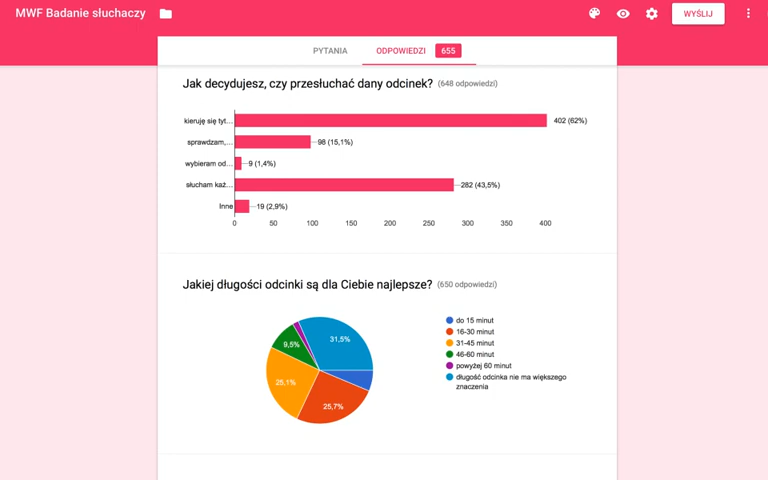 MWF Badanie słuchaczy
WYŚLIJ
PYTANIA
ODPOWIEDZI
655
Jak decydujesz, czy przesłuchać dany odcinek? (648 odpowiedzi)
kieruję się tyt...
402 (62%)
sprawdzam,...
98 (15,1%)
wybieram od...
9 (1,4%)
słucham każ...
282 (43,5%)
Inne
19 (2,9%)
0 50 100 150 200 250 300 350 400
Jakiej długości odcinki są dla Ciebie najlepsze? (650 odpowiedzi)
31,5%
9,5%
25,1%
25,7%
do 15 minut
16-30 minut
31-45 minut
46-60 minut
powyżej 60 minut
długość odcinka nie ma większego
znaczenia